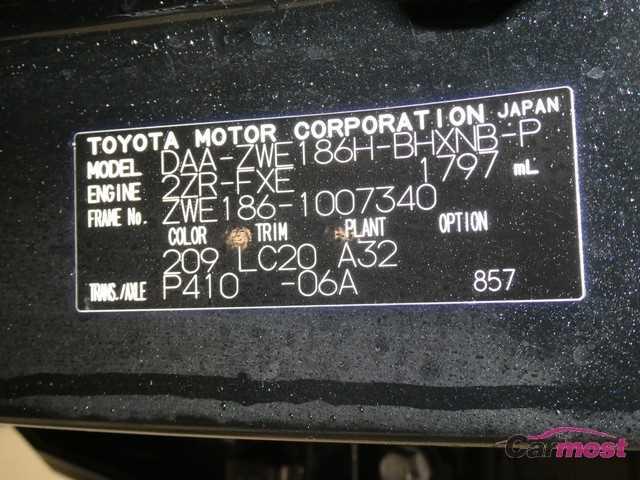 TOYOTA MOTOR CORPORATION JAPAN
MODEL DAA-ZWE186H-BHXNB-P
ENGINE 2ZR-FXE 1797 mL
FRAME No. ZWE186-1007340
COLOR TRIM PLANT OPTION
209 LC20 A32
TRANS./AXLE P410 -06A 857
Carmost